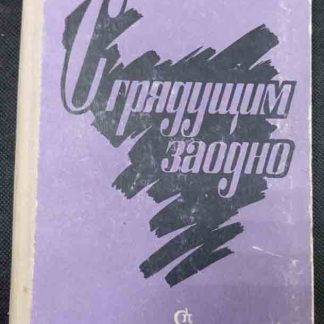 С грядущим
заодно